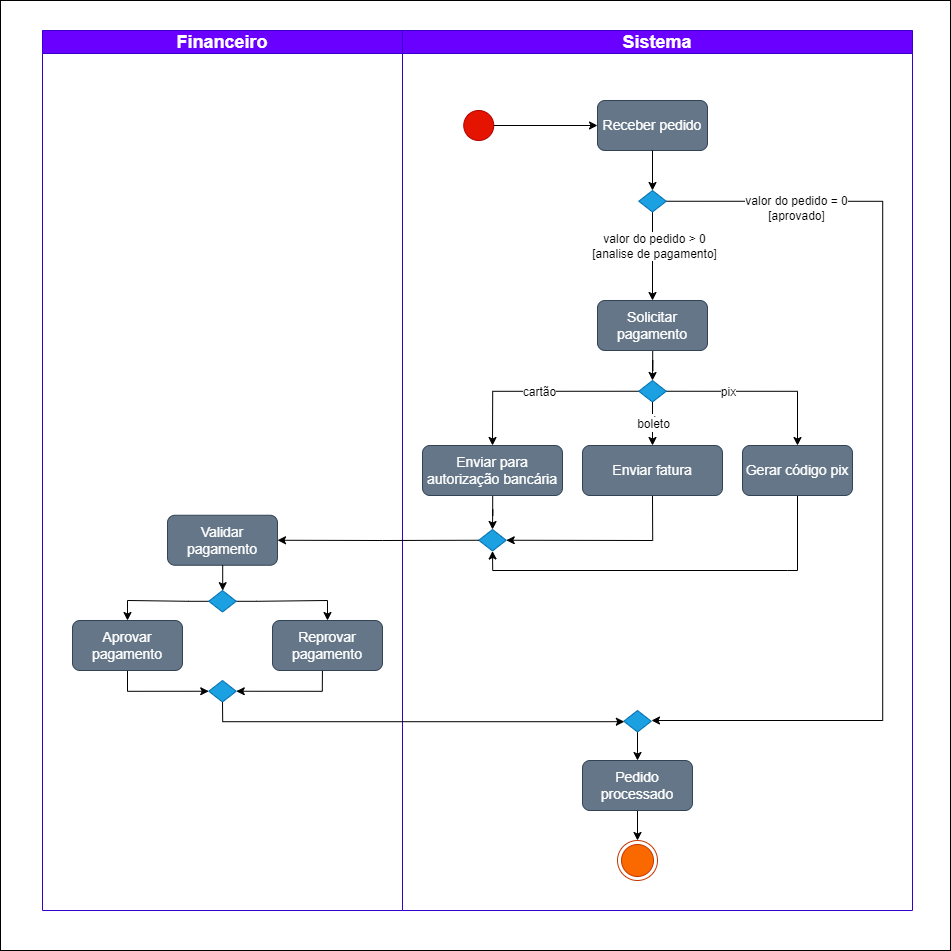 Financeiro
Sistema
Receber pedido
valor do pedido = 0
[aprovado]
valor do pedido > 0
[analise de pagamento]
Solicitar
pagamento
cartão
pix
boleto
Enviar para
autorização bancária
Enviar fatura
Gerar código pix
Validar
pagamento
Aprovar
pagamento
Reprovar
pagamento
Pedido
processado